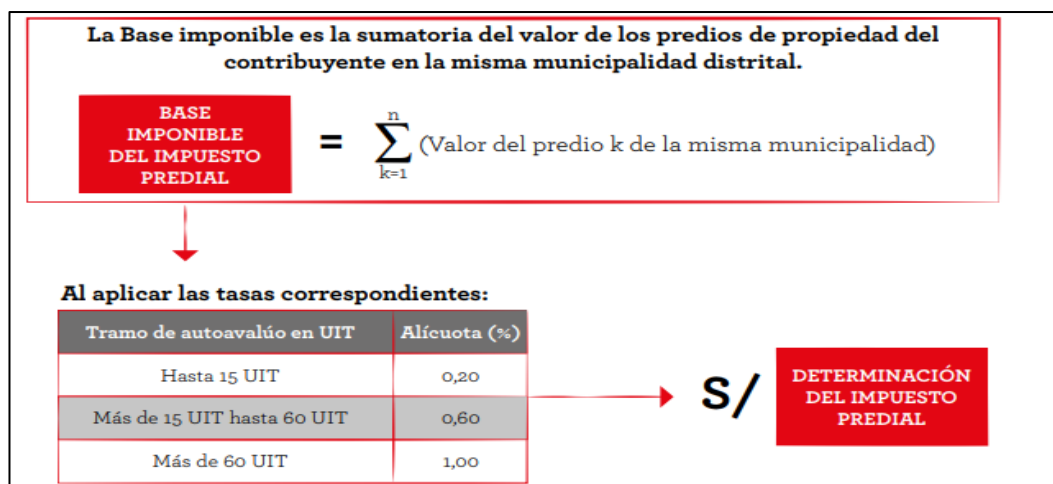 La Base imponible es la sumatoria del valor de los predios de propiedad del
contribuyente en la misma municipalidad distrital.
BASE
IMPONIBLE
DEL IMPUESTO
PREDIAL
=
n
∑ (Valor del predio k de la misma municipalidad)
k=1
Al aplicar las tasas correspondientes:
Tramo de autoavalúo en UIT Alícuota (%)
Hasta 15 UIT 0,20
Más de 15 UIT hasta 60 UIT 0,60
Más de 60 UIT 1,00
S/
DETERMINACIÓN
DEL IMPUESTO
PREDIAL